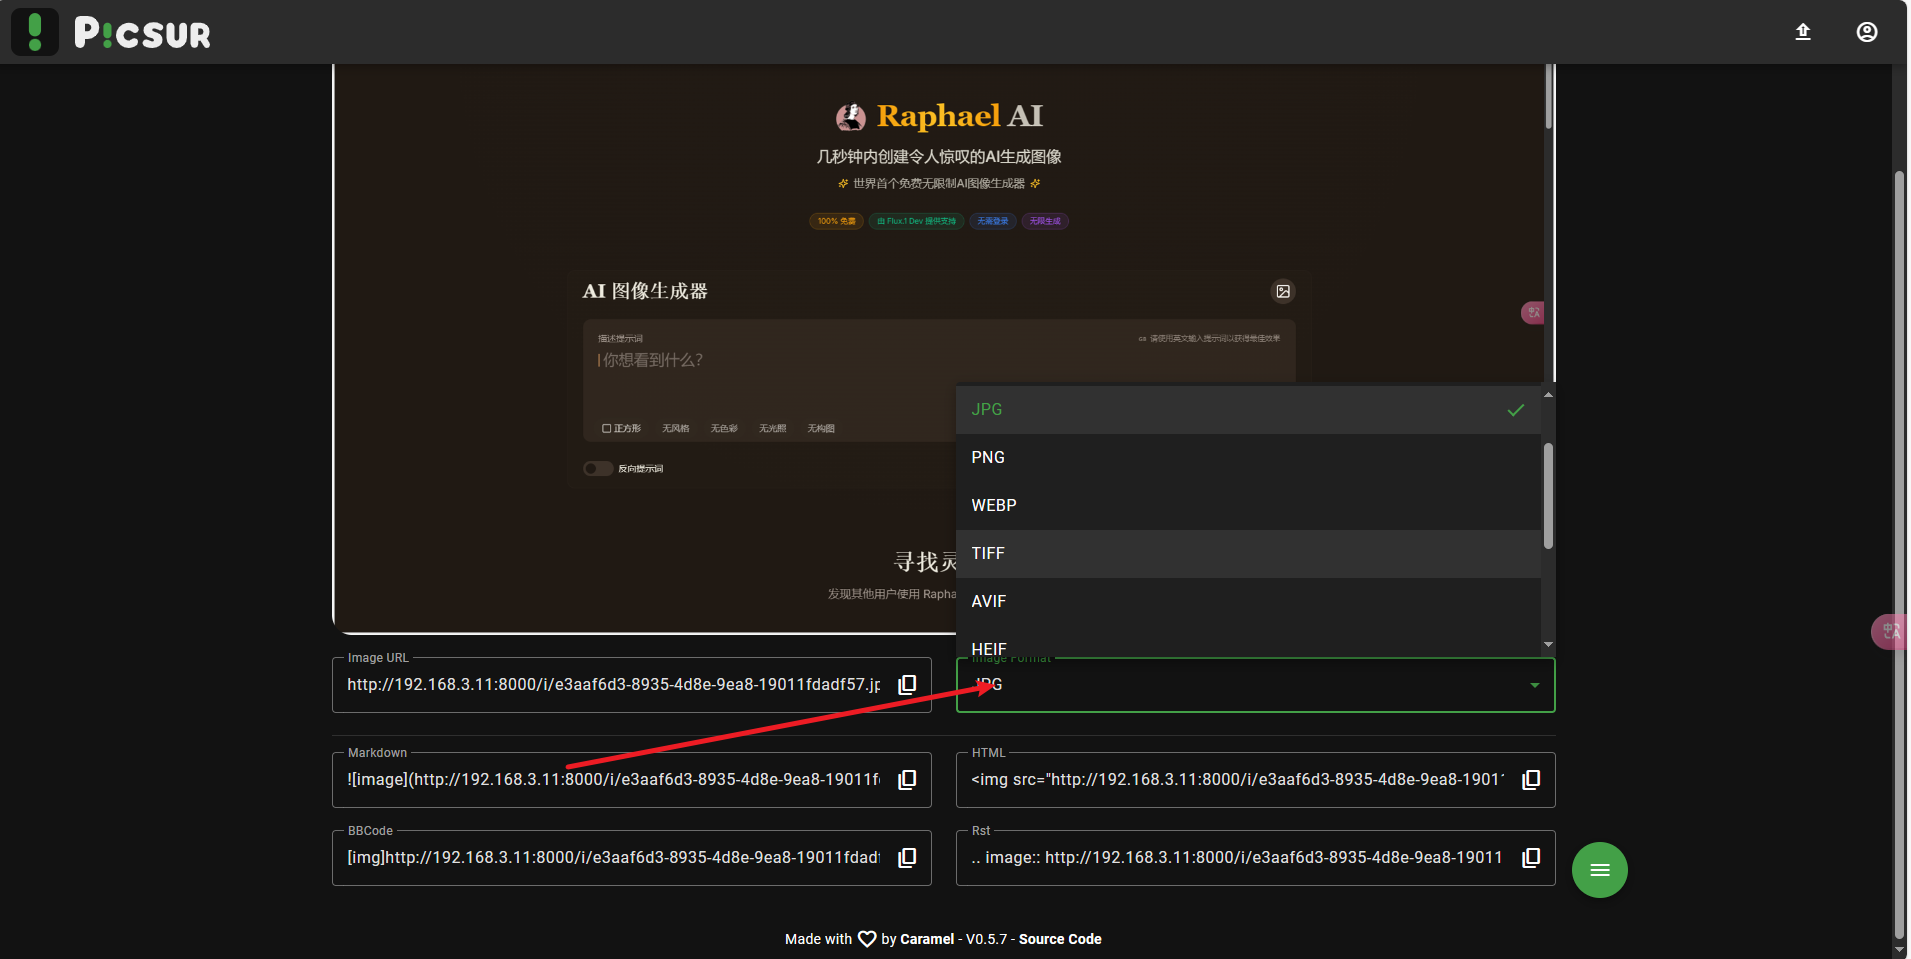 Picsur
Raphael AI
几秒钟内创建令人惊叹的AI生成图像
世界首个免费无限制AI图像生成器
100% 免费
由 Flux.1 Dev 提供支持
无需登录
无限生成
AI 图像生成器
描述提示词
请使用英文输入提示词以获得最佳效果
你想看到什么?
正方形
无风格
无色彩
无光照
无构图
反向提示词
寻找灵
发现其他用户使用 Rapha
JPG
PNG
WEBP
TIFF
AVIF
HEIF
Image URL
http://192.168.3.11:8000/i/e3aaf6d3-8935-4d8e-9ea8-19011fdadf57.jp
Image Format
JPG
Markdown
![image](http://192.168.3.11:8000/i/e3aaf6d3-8935-4d8e-9ea8-19011f
HTML
<img src="http://192.168.3.11:8000/i/e3aaf6d3-8935-4d8e-9ea8-1901
BBCode
[img]http://192.168.3.11:8000/i/e3aaf6d3-8935-4d8e-9ea8-19011fdad
Rst
.. image:: http://192.168.3.11:8000/i/e3aaf6d3-8935-4d8e-9ea8-19011
Made with by Caramel - V0.5.7 - Source Code